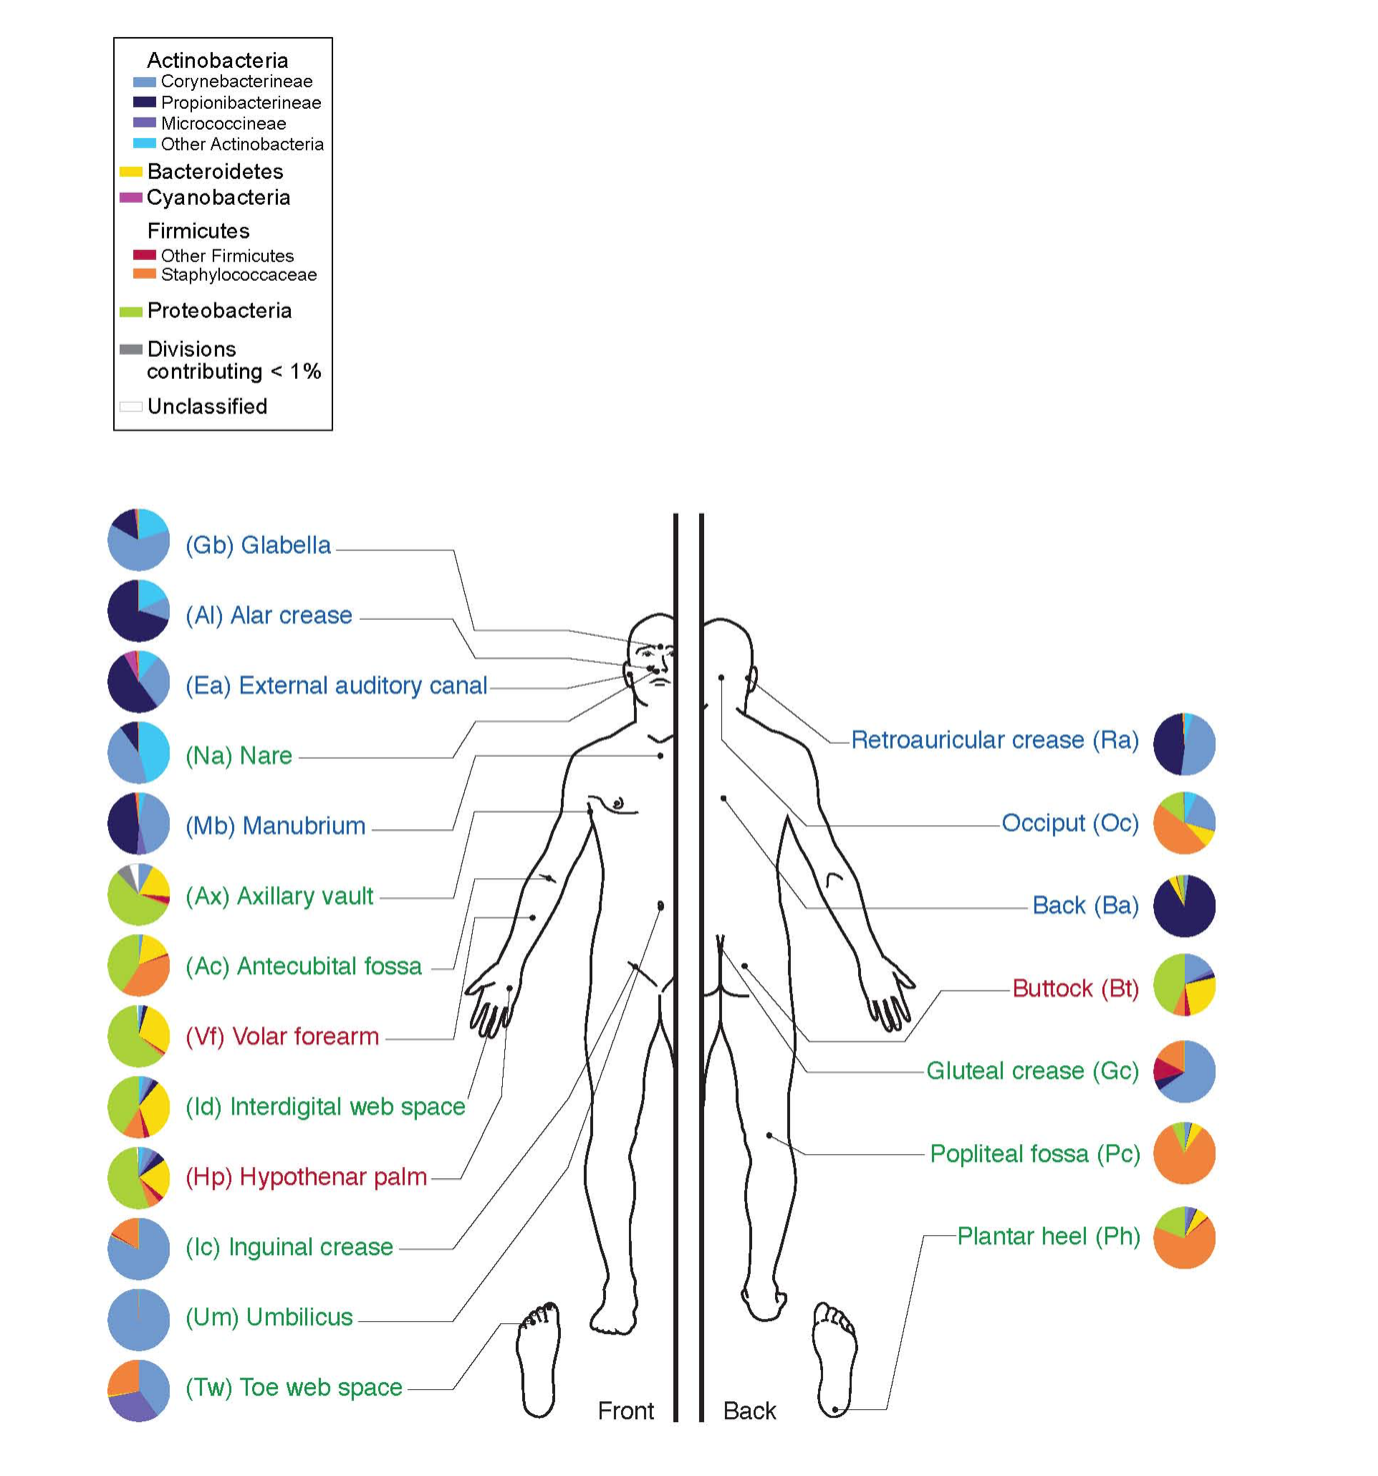 Actinobacteria
Corynebacterineae
Propionibacterineae
Micrococcineae
Other Actinobacteria
Bacteroidetes
Cyanobacteria
Firmicutes
Other Firmicutes
Staphylococcaceae
Proteobacteria
Divisions
contributing < 1%
Unclassified
(Gb) Glabella
(Al) Alar crease
(Ea) External auditory canal
(Na) Nare
(Mb) Manubrium
(Ax) Axillary vault
(Ac) Antecubital fossa
(Vf) Volar forearm
(Id) Interdigital web space
(Hp) Hypothenar palm
(Ic) Inguinal crease
(Um) Umbilicus
(Tw) Toe web space
Front
Back
Retroauricular crease (Ra)
Occiput (Oc)
Back (Ba)
Buttock (Bt)
Gluteal crease (Gc)
Popliteal fossa (Pc)
Plantar heel (Ph)